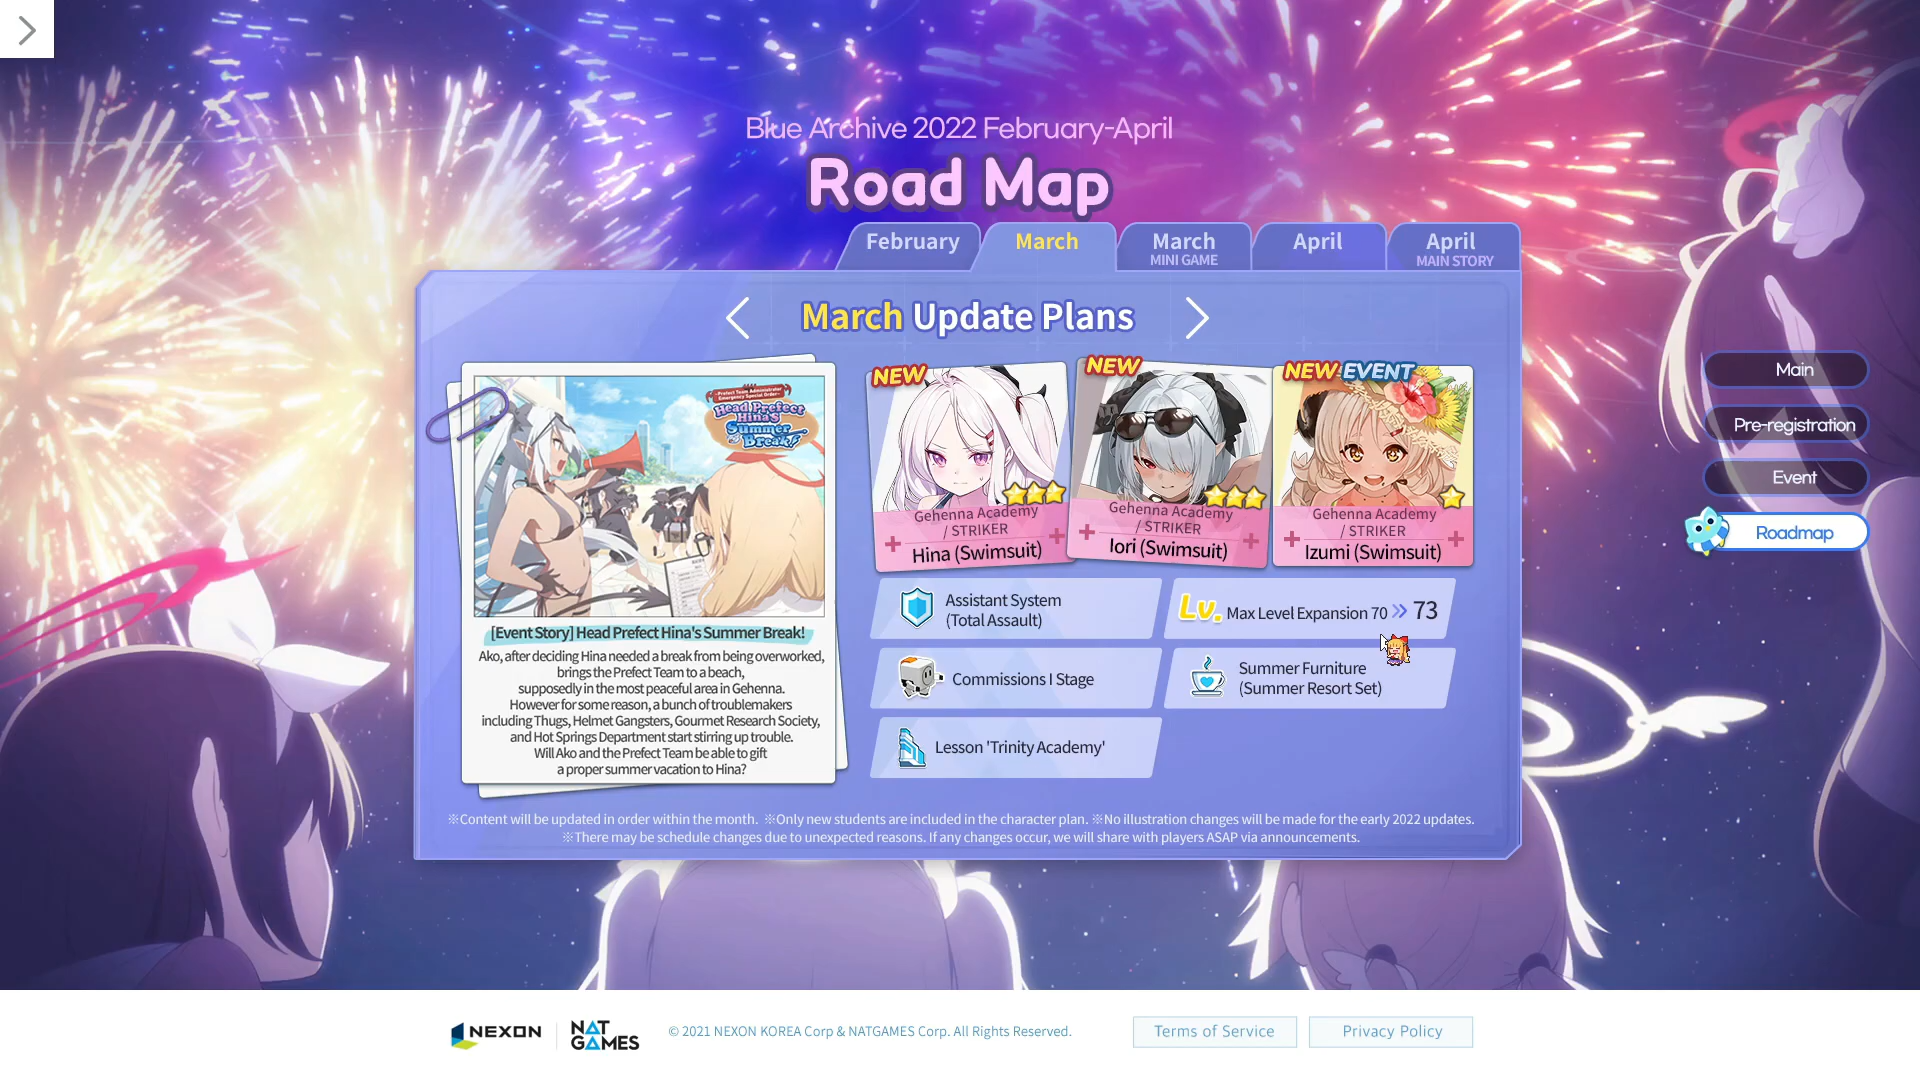 Blue Archive 2022 February-April
Road Map
February
March
March
MINI GAME
April
April
MAIN STORY
March Update Plans
~Prefect Team Administrator
Emergency Special Order~
Head Prefect
Hina's
Summer
Break!
[Event Story] Head Prefect Hina's Summer Break!
Ako, after deciding Hina needed a break from being overworked,
brings the Prefect Team to a beach,
supposedly in the most peaceful area in Gehenna.
However for some reason, a bunch of troublemakers
including Thugs, Helmet Gangsters, Gourmet Research Society,
and Hot Springs Department start stirring up trouble.
Will Ako and the Prefect Team be able to gift
a proper summer vacation to Hina?
NEW
Gehenna Academy
/ STRIKER
Hina (Swimsuit)
NEW
Gehenna Academy
/ STRIKER
Iori (Swimsuit)
NEW EVENT
Gehenna Academy
/ STRIKER
Izumi (Swimsuit)
Assistant System
(Total Assault)
Lv. Max Level Expansion 70 » 73
Commissions I Stage
Summer Furniture
(Summer Resort Set)
Lesson 'Trinity Academy'
※Content will be updated in order within the month. ※Only new students are included in the character plan. ※No illustration changes will be made for the early 2022 updates.
※There may be schedule changes due to unexpected reasons. If any changes occur, we will share with players ASAP via announcements.
Main
Pre-registration
Event
Roadmap
NEXON
NAT
GAMES
© 2021 NEXON KOREA Corp & NATGAMES Corp. All Rights Reserved.
Terms of Service
Privacy Policy